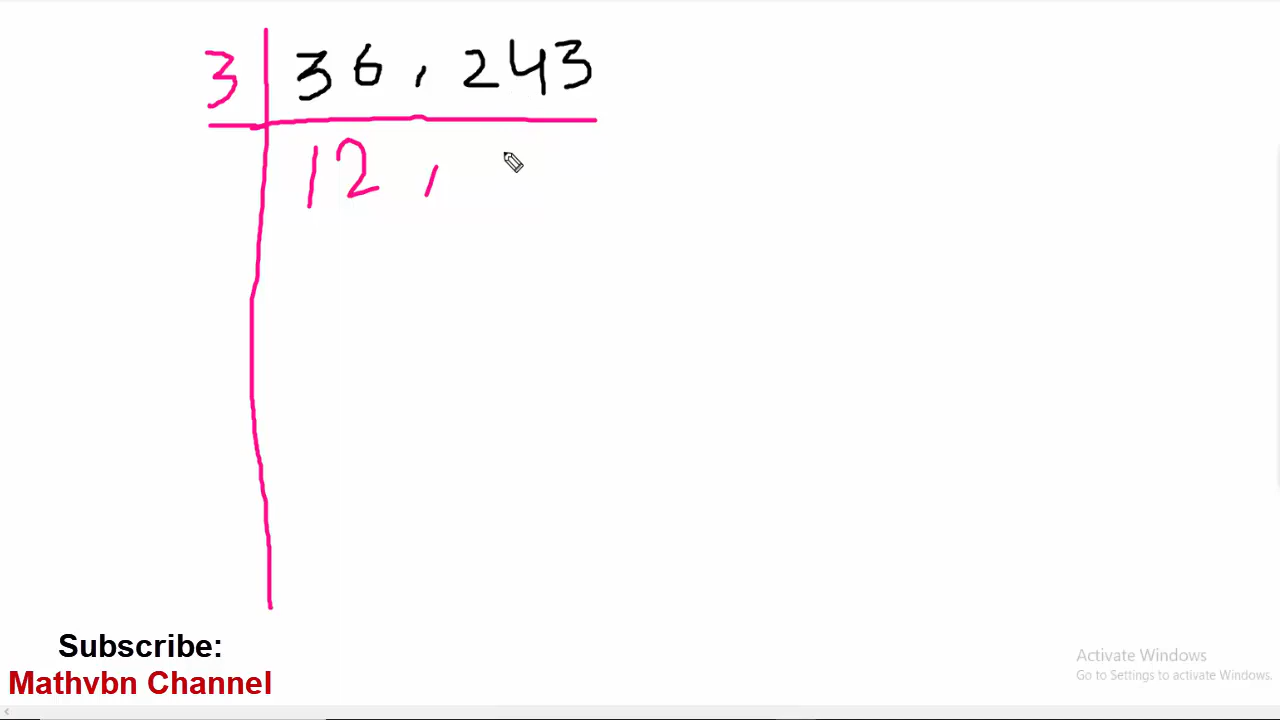 3 36, 243
12,
Subscribe:
Mathvbn Channel
Activate Windows
Go to Settings to activate Windows.